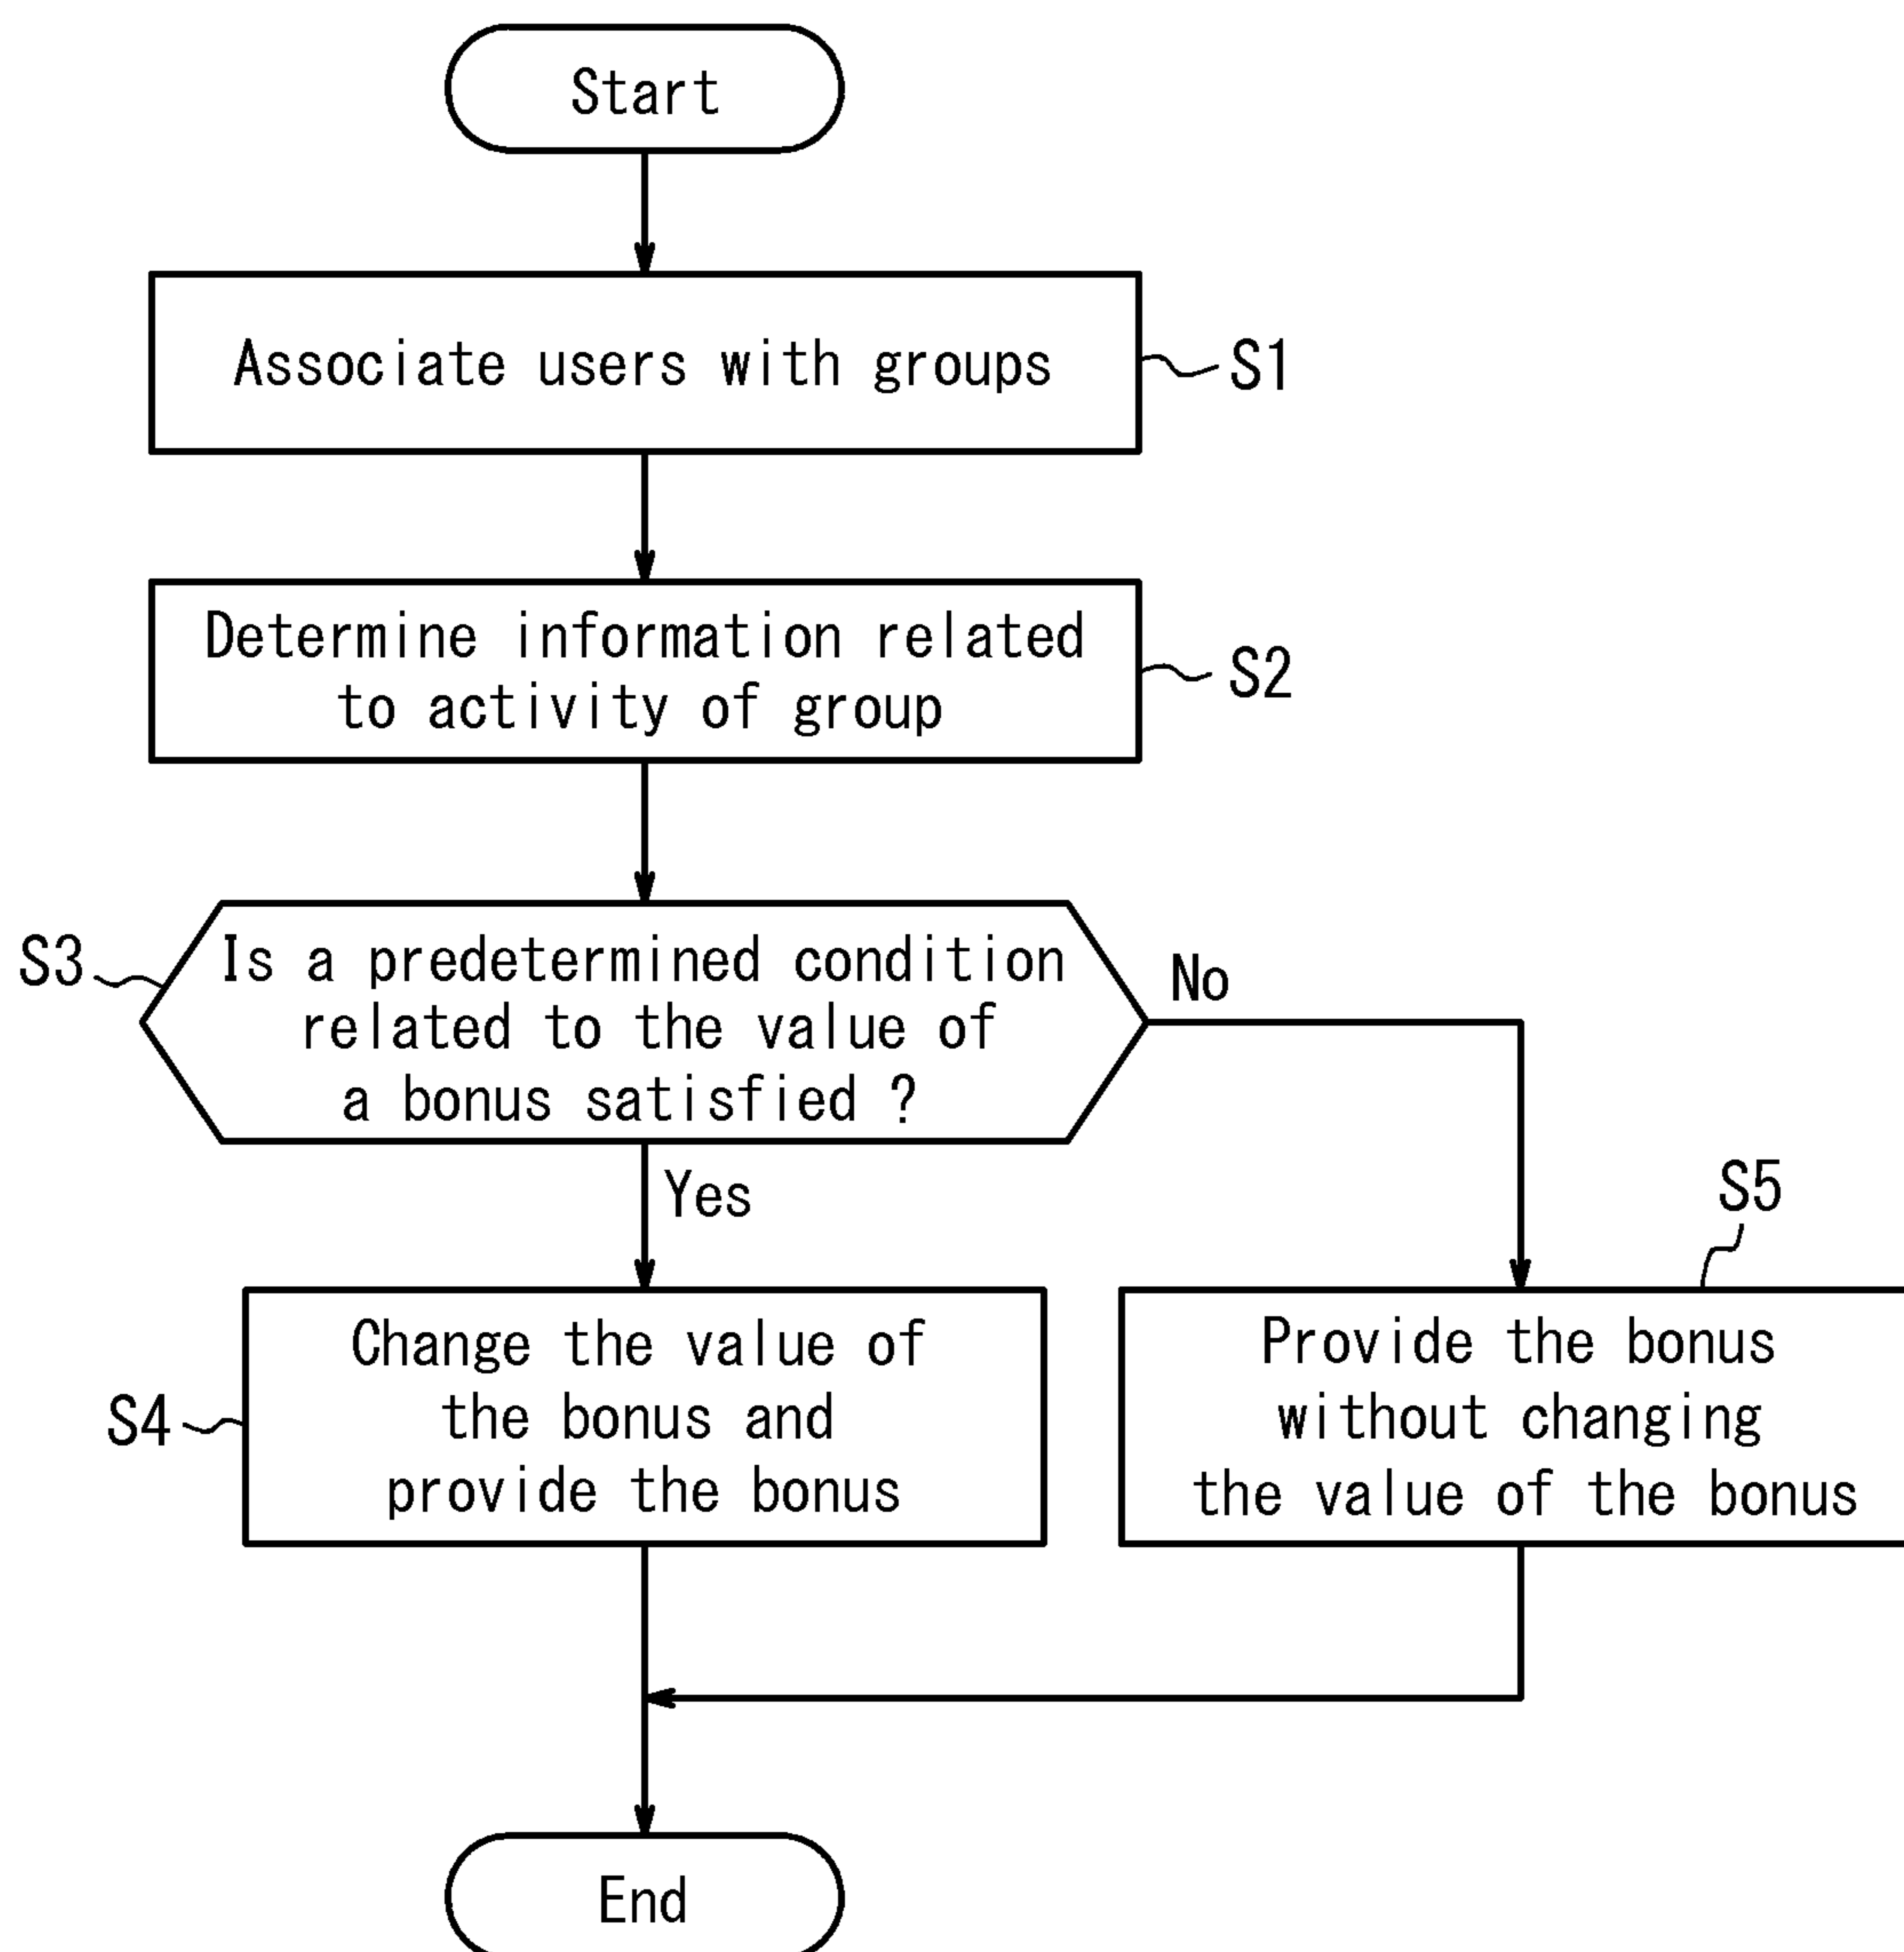 Start
Associate users with groups
S1
Determine information related
to activity of group
S2
S3
Is a predetermined condition
related to the value of
a bonus satisfied ?
No
Yes
S5
S4
Change the value of
the bonus and
provide the bonus
Provide the bonus
without changing
the value of the bonus
End